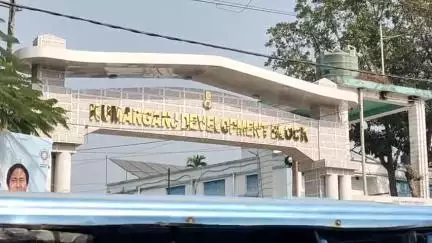 KUMARGANJ DEVELOPMENT BLOCK